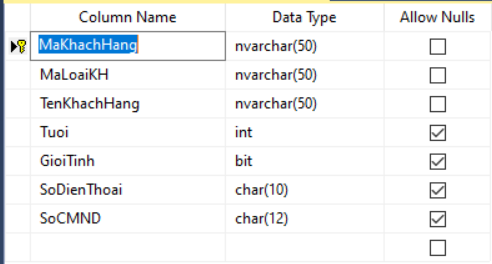 Column Name Data Type Allow Nulls
MaKhachHang nvarchar(50)
MaLoaiKH nvarchar(50)
TenKhachHang nvarchar(50)
Tuoi int
GioiTinh bit
SoDienThoai char(10)
SoCMND char(12)